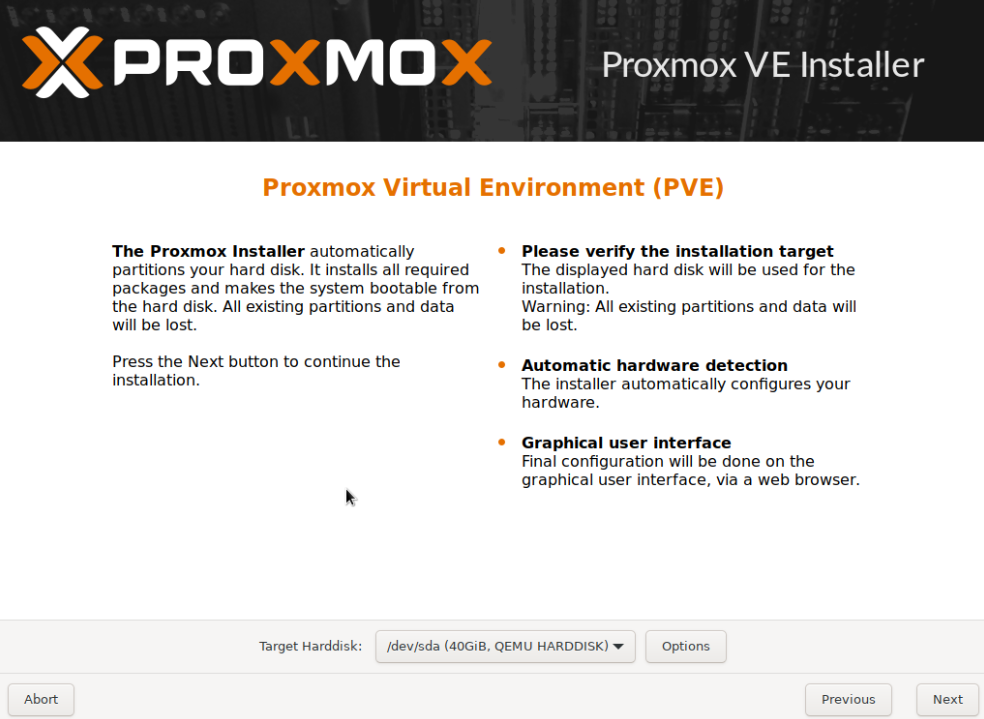 PROXMOX
Proxmox VE Installer
Proxmox Virtual Environment (PVE)
The Proxmox Installer automatically
partitions your hard disk. It installs all required
packages and makes the system bootable from
the hard disk. All existing partitions and data
will be lost.
Press the Next button to continue the
installation.
Please verify the installation target
The displayed hard disk will be used for the
installation.
Warning: All existing partitions and data will
be lost.
Automatic hardware detection
The installer automatically configures your
hardware.
Graphical user interface
Final configuration will be done on the
graphical user interface, via a web browser.
Target Harddisk: /dev/sda (40GiB, QEMU HARDDISK) Options
Abort Previous Next